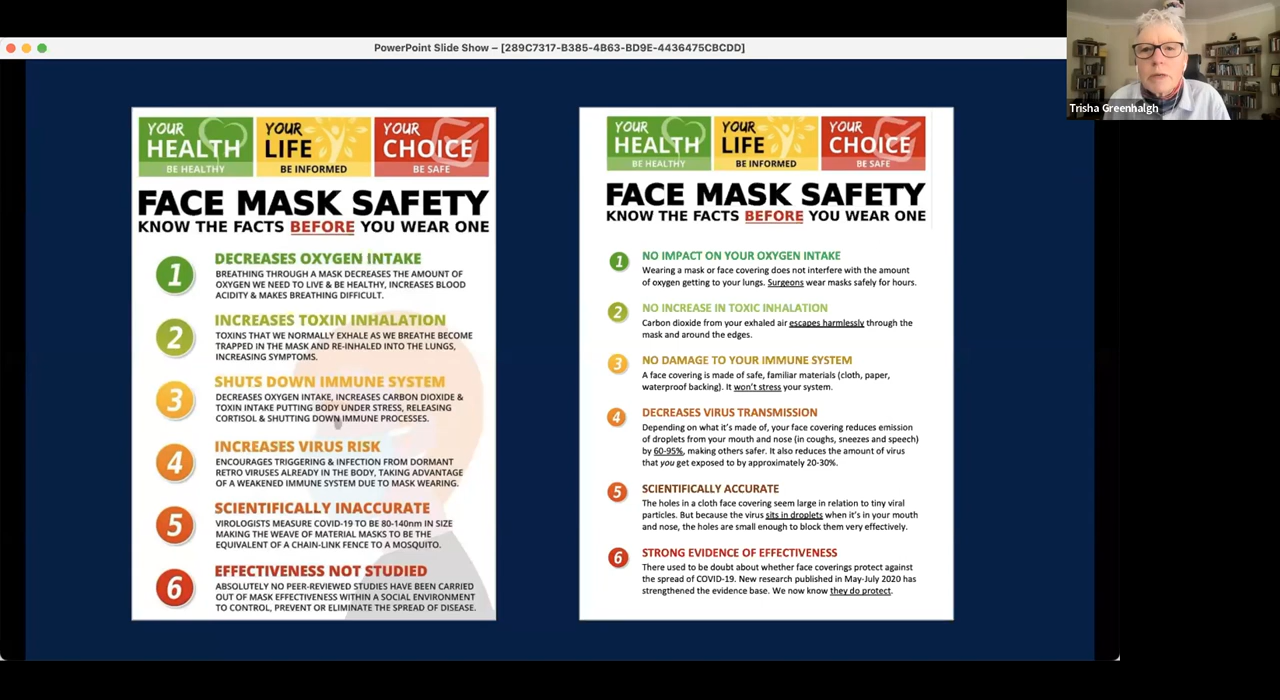 PowerPoint Slide Show – [289C7317-B385-4B63-BD9E-4436475CBCDD]
Trisha Greenhalgh
YOUR HEALTH
BE HEALTHY
YOUR LIFE
BE INFORMED
YOUR CHOICE
BE SAFE
FACE MASK SAFETY
KNOW THE FACTS BEFORE YOU WEAR ONE
1
DECREASES OXYGEN INTAKE
BREATHING THROUGH A MASK DECREASES THE AMOUNT OF
OXYGEN WE NEED TO LIVE & BE HEALTHY, INCREASES BLOOD
ACIDITY & MAKES BREATHING DIFFICULT.
2
INCREASES TOXIN INHALATION
TOXINS THAT WE NORMALLY EXHALE AS WE BREATHE BECOME
TRAPPED IN THE MASK AND RE-INHALED INTO THE LUNGS,
INCREASING SYMPTOMS.
3
SHUTS DOWN IMMUNE SYSTEM
DECREASES OXYGEN INTAKE, INCREASES CARBON DIOXIDE &
TOXIN INTAKE PUTTING BODY UNDER STRESS, RELEASING
CORTISOL & SHUTTING DOWN IMMUNE PROCESSES.
4
INCREASES VIRUS RISK
ENCOURAGES TRIGGERING & INFECTION FROM DORMANT
RETRO VIRUSES ALREADY IN THE BODY, TAKING ADVANTAGE
OF A WEAKENED IMMUNE SYSTEM DUE TO MASK WEARING.
5
SCIENTIFICALLY INACCURATE
VIROLOGISTS MEASURE COVID-19 TO BE 80-140nm IN SIZE
MAKING THE WEAVE OF MATERIAL MASKS TO BE THE
EQUIVALENT OF A CHAIN-LINK FENCE TO A MOSQUITO.
6
EFFECTIVENESS NOT STUDIED
ABSOLUTELY NO PEER-REVIEWED STUDIES HAVE BEEN CARRIED
OUT OF MASK EFFECTIVENESS WITHIN A SOCIAL ENVIRONMENT
TO CONTROL, PREVENT OR ELIMINATE THE SPREAD OF DISEASE.
YOUR HEALTH
BE HEALTHY
YOUR LIFE
BE INFORMED
YOUR CHOICE
BE SAFE
FACE MASK SAFETY
KNOW THE FACTS BEFORE YOU WEAR ONE
1
NO IMPACT ON YOUR OXYGEN INTAKE
Wearing a mask or face covering does not interfere with the amount
of oxygen getting to your lungs. Surgeons wear masks safely for hours.
2
NO INCREASE IN TOXIC INHALATION
Carbon dioxide from your exhaled air escapes harmlessly through the
mask and around the edges.
3
NO DAMAGE TO YOUR IMMUNE SYSTEM
A face covering is made of safe, familiar materials (cloth, paper,
waterproof backing). It won't stress your system.
4
DECREASES VIRUS TRANSMISSION
Depending on what it's made of, your face covering reduces emission
of droplets from your mouth and nose (in coughs, sneezes and speech)
by 60-95%, making others safer. It also reduces the amount of virus
that you get exposed to by approximately 20-30%.
5
SCIENTIFICALLY ACCURATE
The holes in a cloth face covering seem large in relation to tiny viral
particles. But because the virus sits in droplets when it's in your mouth
and nose, the holes are small enough to block them very effectively.
6
STRONG EVIDENCE OF EFFECTIVENESS
There used to be doubt about whether face coverings protect against
the spread of COVID-19. New research published in May-July 2020 has
strengthened the evidence base. We now know they do protect.